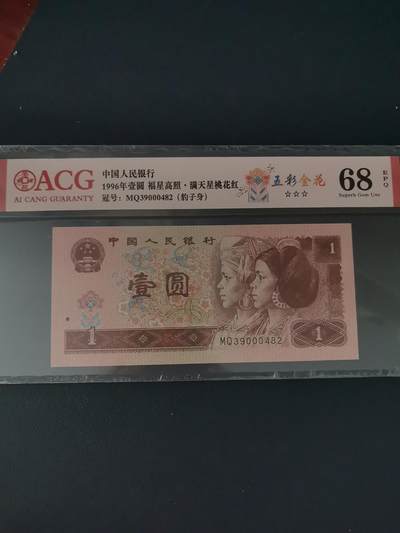 ACG
AI CANG GUARANTY
中国人民银行
1996年壹圆 福星高照·满天星桃花红
冠号: MQ39000482 (豹子身)
五彩金花
☆☆☆
68
EPQ
Superb Gem Unc
中国人民银行
壹圆
1
1
1
MQ39000482